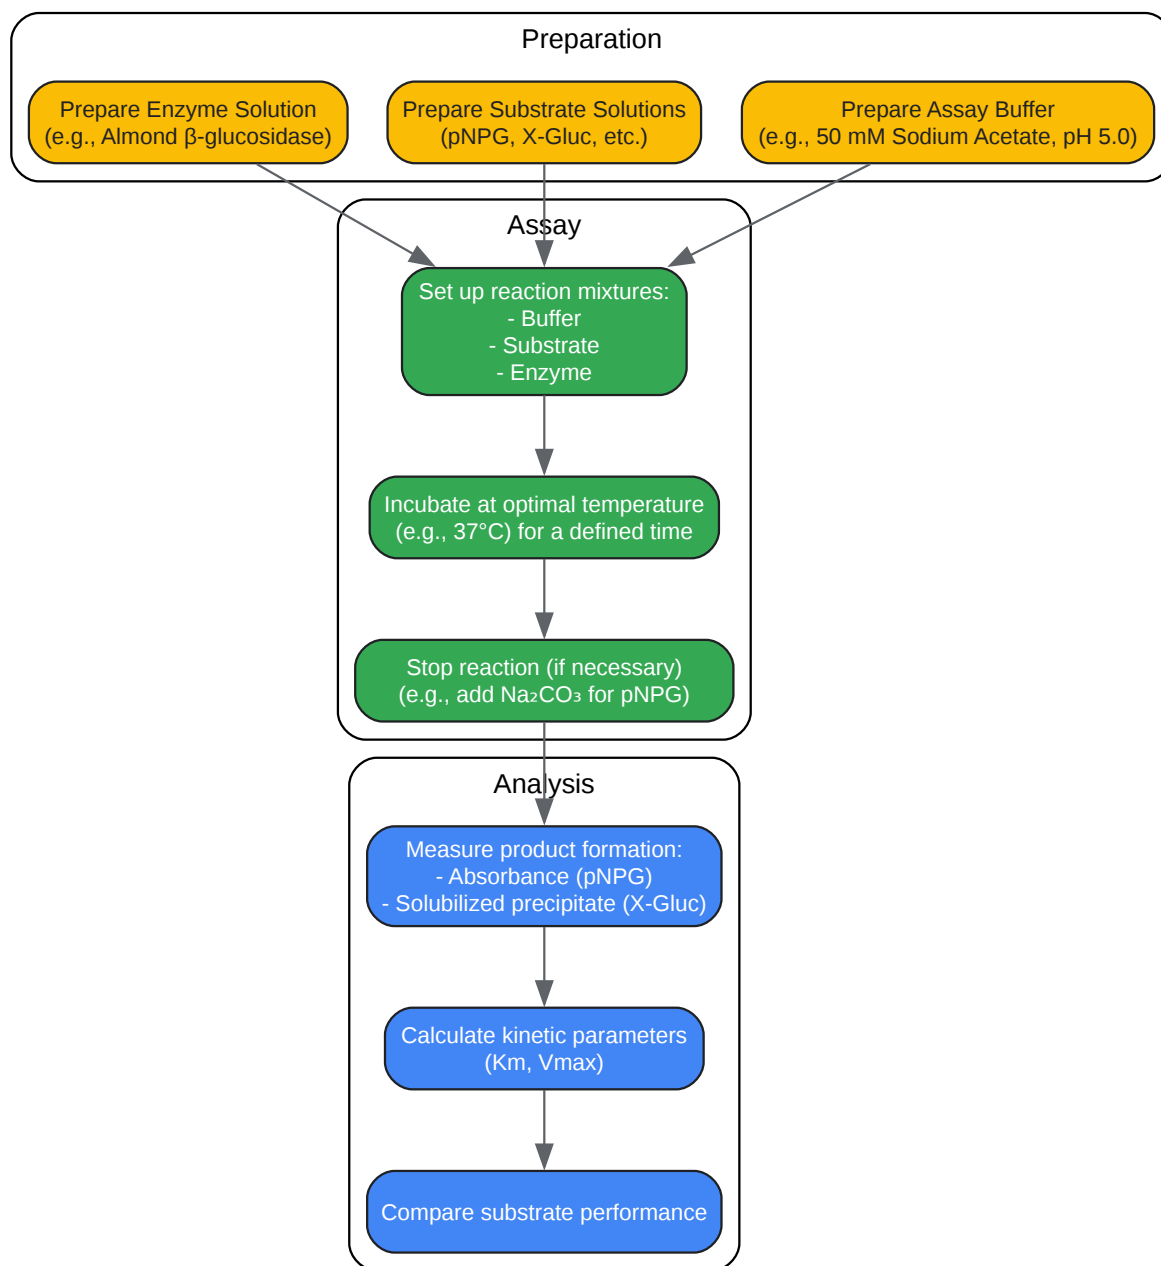 Preparation
Prepare Enzyme Solution
(e.g., Almond β-glucosidase)
Prepare Substrate Solutions
(pNPG, X-Gluc, etc.)
Prepare Assay Buffer
(e.g., 50 mM Sodium Acetate, pH 5.0)
Assay
Set up reaction mixtures:
- Buffer
- Substrate
- Enzyme
Incubate at optimal temperature
(e.g., 37°C) for a defined time
Stop reaction (if necessary)
(e.g., add Na₂CO₃ for pNPG)
Analysis
Measure product formation:
- Absorbance (pNPG)
- Solubilized precipitate (X-Gluc)
Calculate kinetic parameters
(Km, Vmax)
Compare substrate performance